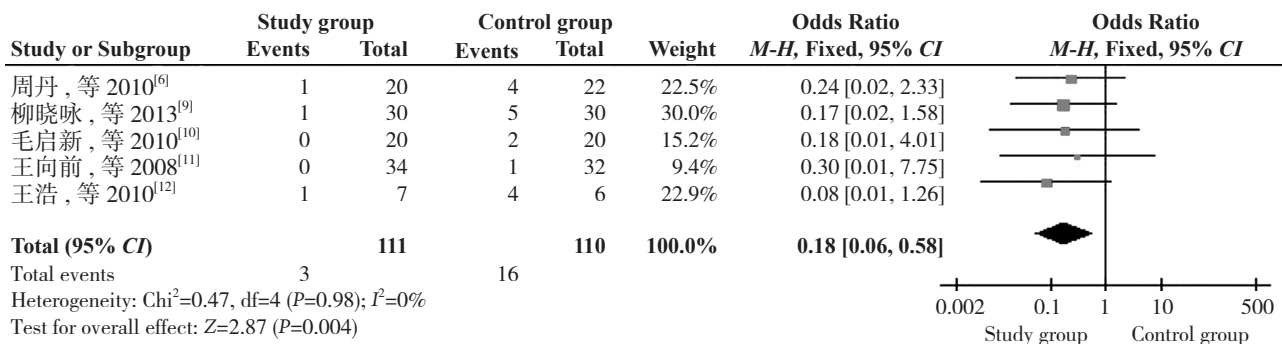 Study group Control group Odds Ratio Odds Ratio
Study or Subgroup Events Total Events Total Weight M-H, Fixed, 95% CI M-H, Fixed, 95% CI
周丹 , 等 2010[6] 1 20 4 22 22.5% 0.24 [0.02, 2.33]
柳晓咏, 等 2013[9] 1 30 5 30 30.0% 0.17 [0.02, 1.58]
毛启新, 等 2010[10] 0 20 2 20 15.2% 0.18 [0.01, 4.01]
王向前, 等 2008[11] 0 34 1 32 9.4% 0.30 [0.01, 7.75]
王浩 , 等 2010[12] 1 7 4 6 22.9% 0.08 [0.01, 1.26]
Total (95% CI) 111 110 100.0% 0.18 [0.06, 0.58]
Total events 3 16
Heterogeneity: Chi²=0.47, df=4 (P=0.98); I²=0%
Test for overall effect: Z=2.87 (P=0.004)
0.002 0.1 1 10 500
Study group Control group